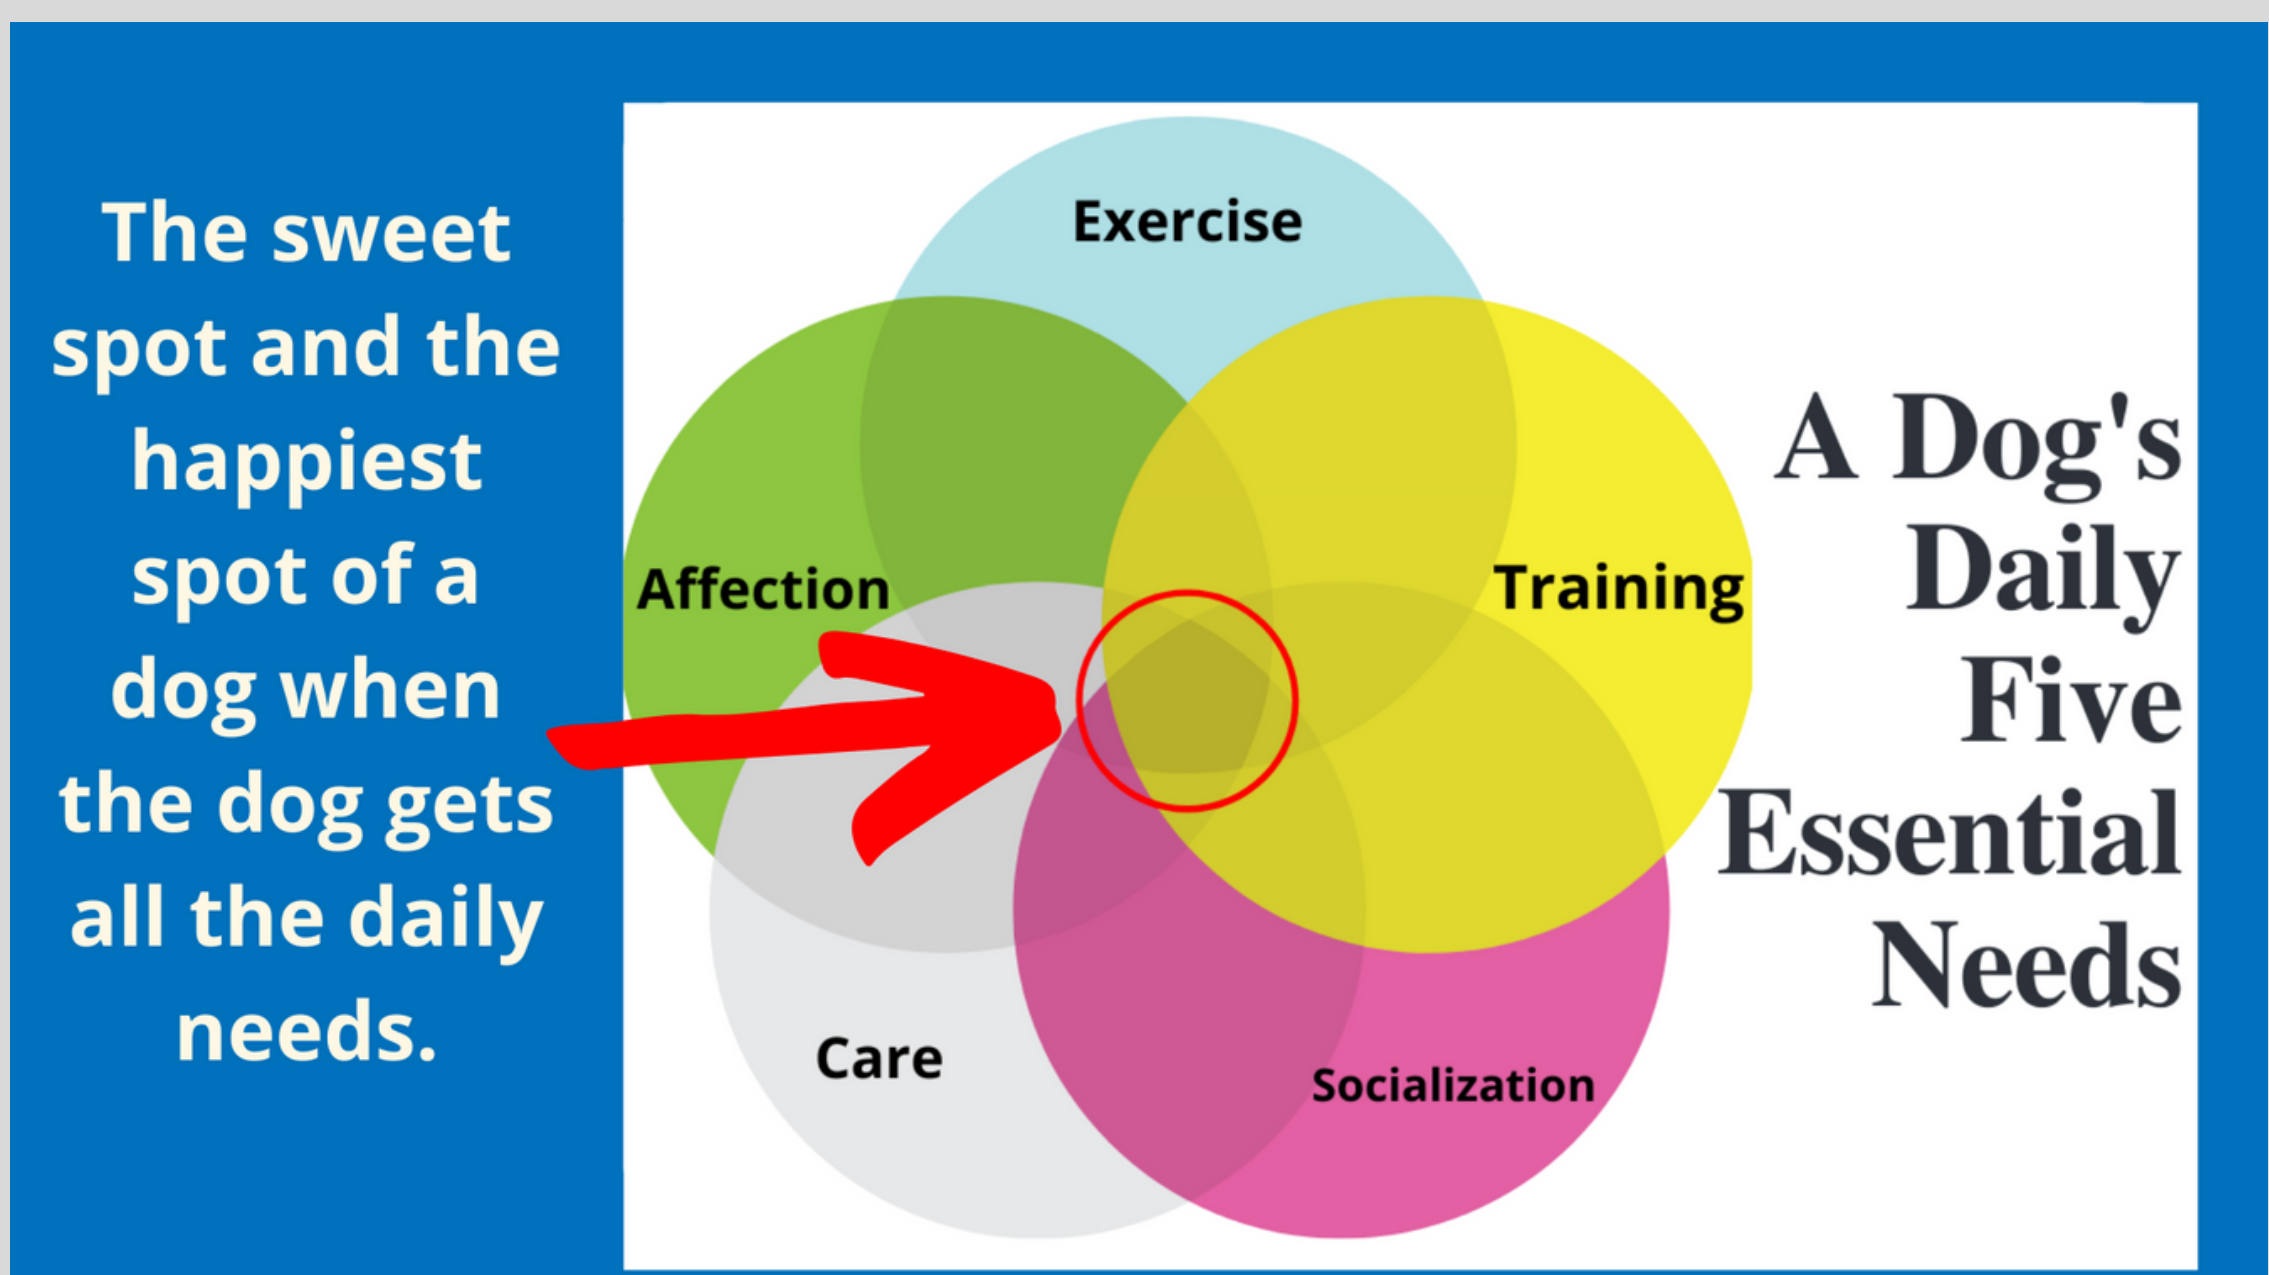 The sweet
spot and the
happiest
spot of a
dog when
the dog gets
all the daily
needs.
Exercise
Affection
Training
Care
Socialization
A Dog's
Daily
Five
Essential
Needs